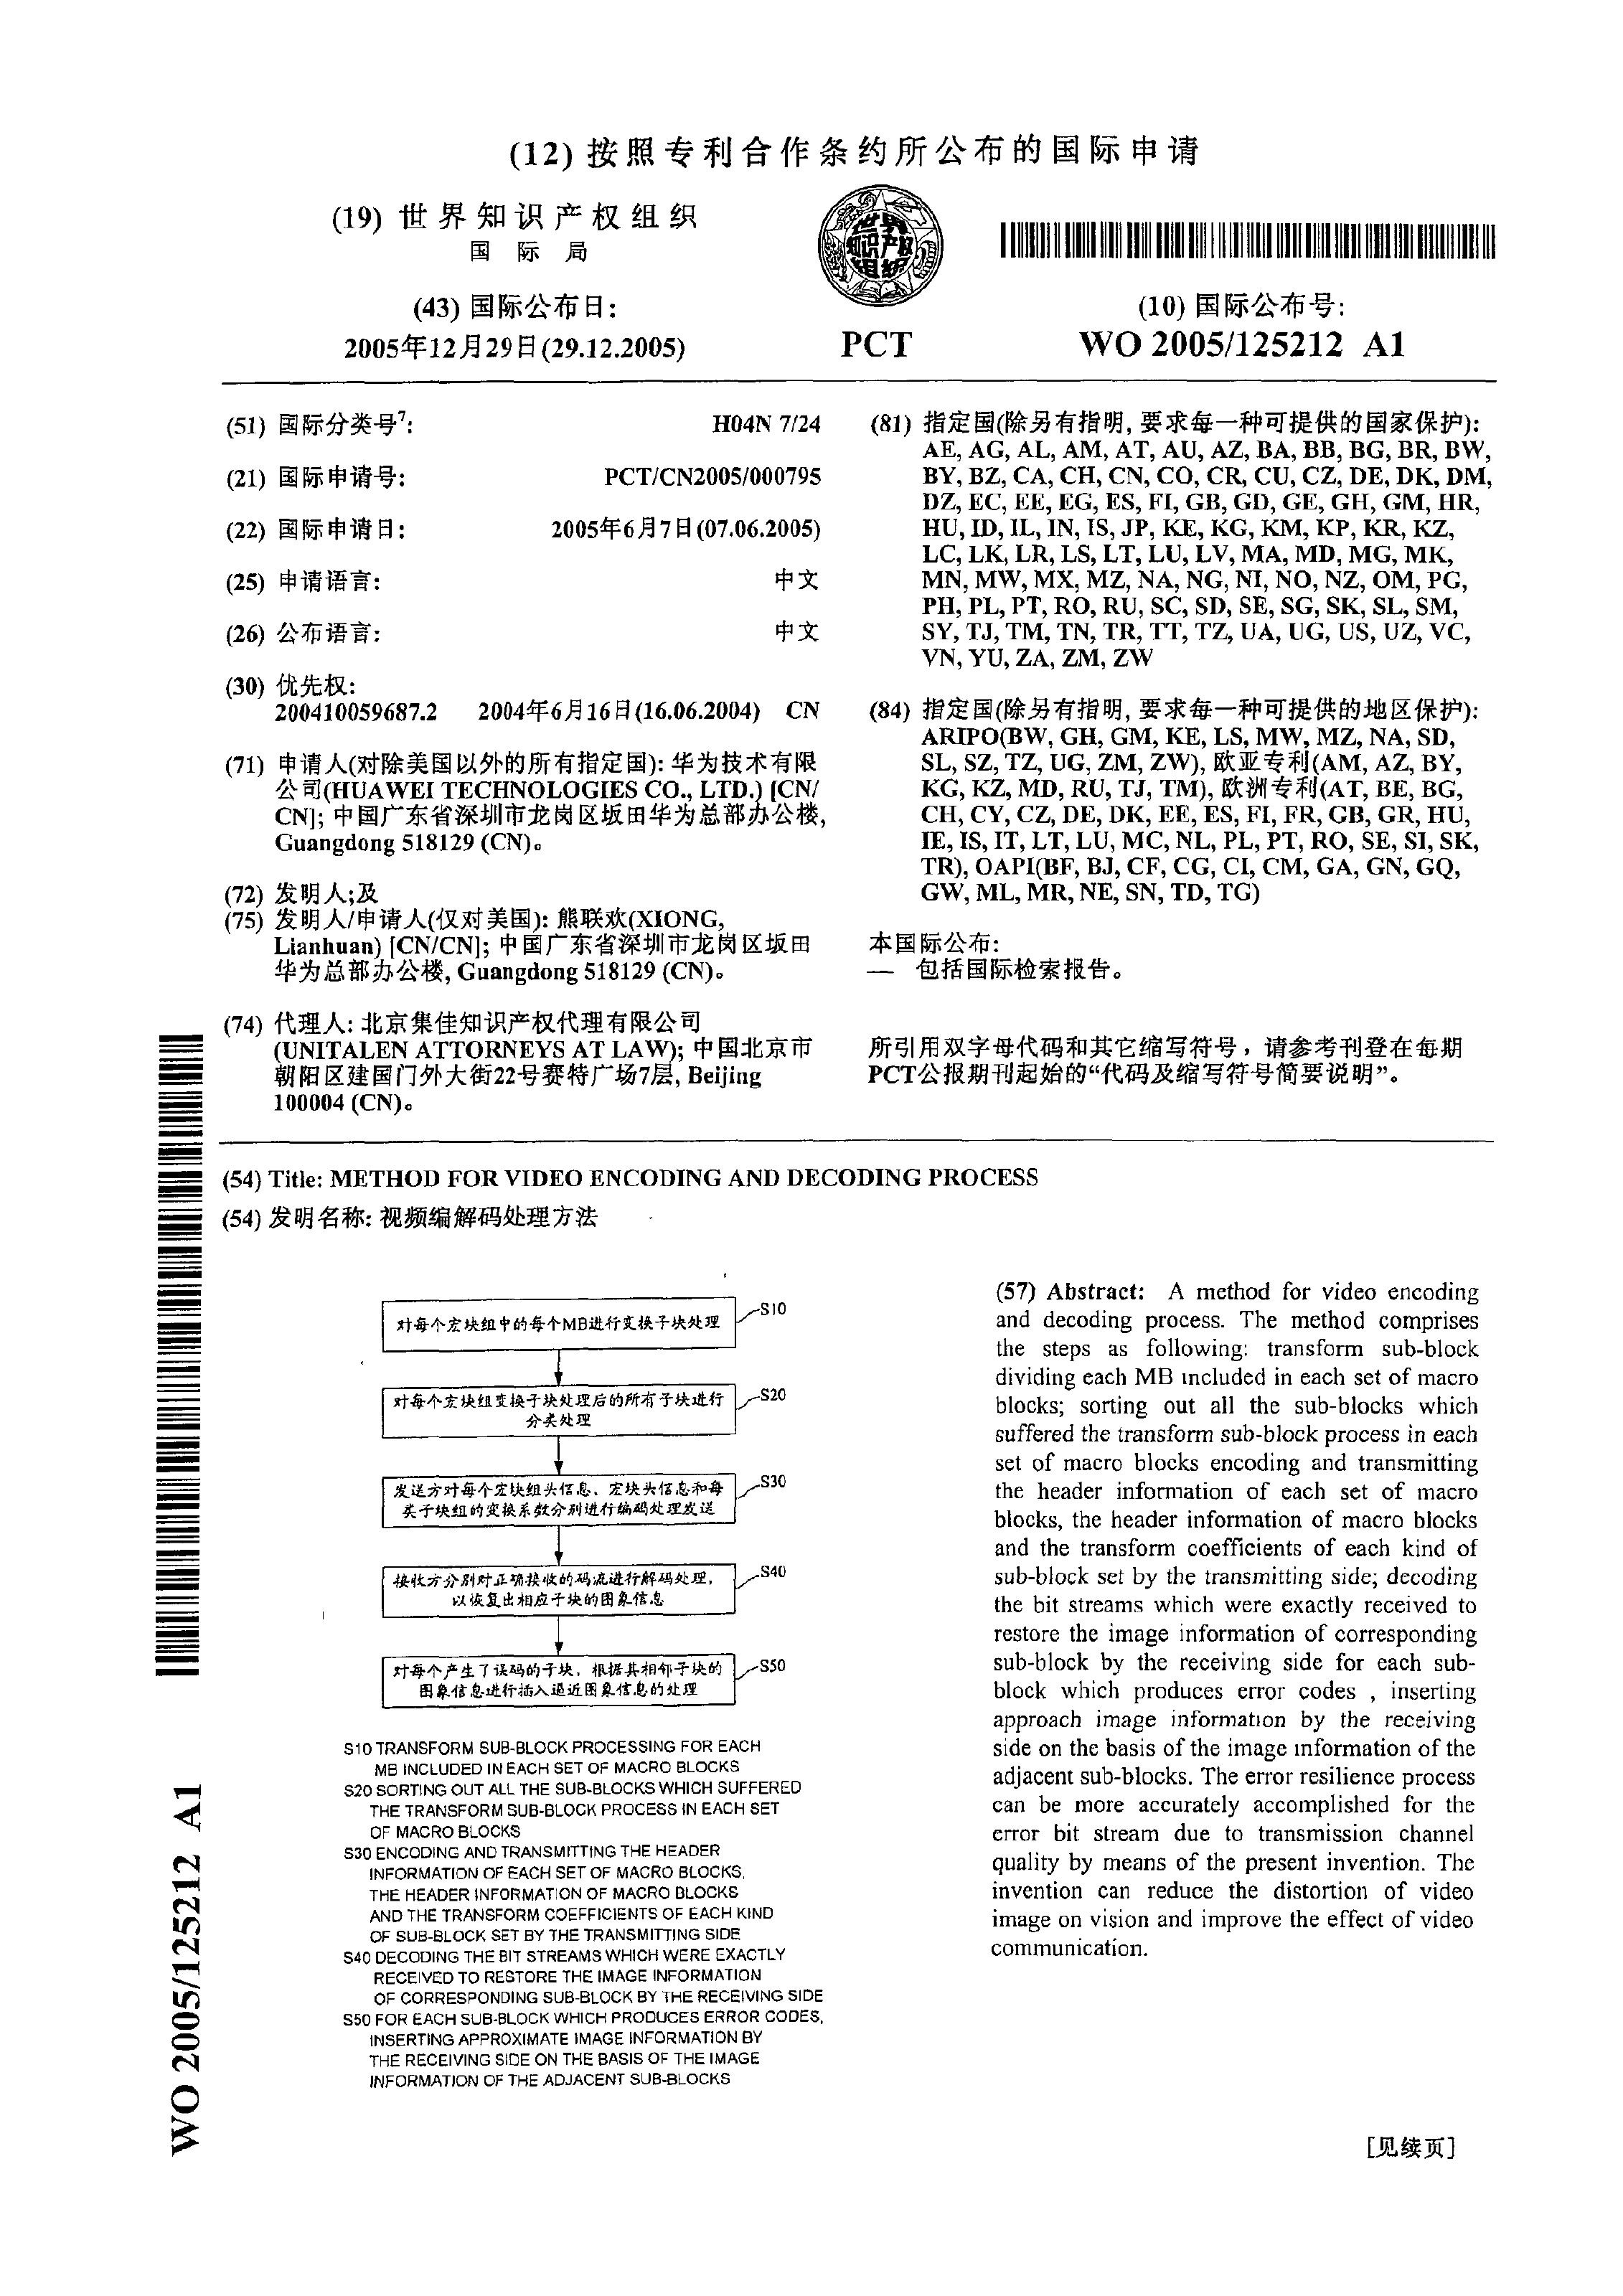 (12) 按照专利合作条约所公布的国际申请
(19) 世界知识产权组织
国际局
世界
知识产权
组织
(43) 国际公布日:
2005年12月29日(29.12.2005)
PCT
(10) 国际公布号:
WO 2005/125212 A1
(51) 国际分类号7: H04N 7/24
(21) 国际申请号: PCT/CN2005/000795
(22) 国际申请日: 2005年6月7日(07.06.2005)
(25) 申请语言: 中文
(26) 公布语言: 中文
(30) 优先权:
200410059687.2 2004年6月16日(16.06.2004) CN
(71) 申请人(对除美国以外的所有指定国): 华为技术有限
公司(HUAWEI TECHNOLOGIES CO., LTD.) [CN/
CN]; 中国广东省深圳市龙岗区坂田华为总部办公楼,
Guangdong 518129 (CN)。
(72) 发明人;及
(75) 发明人/申请人(仅对美国): 熊联欢(XIONG,
Lianhuan) [CN/CN]; 中国广东省深圳市龙岗区坂田
华为总部办公楼, Guangdong 518129 (CN)。
(74) 代理人: 北京集佳知识产权代理有限公司
(UNITALEN ATTORNEYS AT LAW); 中国北京市
朝阳区建国门外大街22号赛特广场7层, Beijing
100004 (CN)。
(81) 指定国(除另有指明, 要求每一种可提供的国家保护):
AE, AG, AL, AM, AT, AU, AZ, BA, BB, BG, BR, BW,
BY, BZ, CA, CH, CN, CO, CR, CU, CZ, DE, DK, DM,
DZ, EC, EE, EG, ES, FI, GB, GD, GE, GH, GM, HR,
HU, ID, IL, IN, IS, JP, KE, KG, KM, KP, KR, KZ,
LC, LK, LR, LS, LT, LU, LV, MA, MD, MG, MK,
MN, MW, MX, MZ, NA, NG, NI, NO, NZ, OM, PG,
PH, PL, PT, RO, RU, SC, SD, SE, SG, SK, SL, SM,
SY, TJ, TM, TN, TR, TT, TZ, UA, UG, US, UZ, VC,
VN, YU, ZA, ZM, ZW
(84) 指定国(除另有指明, 要求每一种可提供的地区保护):
ARIPO(BW, GH, GM, KE, LS, MW, MZ, NA, SD,
SL, SZ, TZ, UG, ZM, ZW), 欧亚专利(AM, AZ, BY,
KG, KZ, MD, RU, TJ, TM), 欧洲专利(AT, BE, BG,
CH, CY, CZ, DE, DK, EE, ES, FI, FR, GB, GR, HU,
IE, IS, IT, LT, LU, MC, NL, PL, PT, RO, SE, SI, SK,
TR), OAPI(BF, BJ, CF, CG, CI, CM, GA, GN, GQ,
GW, ML, MR, NE, SN, TD, TG)
本国际公布:
— 包括国际检索报告。
所引用双字母代码和其它缩写符号，请参考刊登在每期
PCT公报期刊起始的“代码及缩写符号简要说明”。
(54) Title: METHOD FOR VIDEO ENCODING AND DECODING PROCESS
(54) 发明名称: 视频编解码处理方法
对每个宏块组中的每个MB进行变换子块处理
S10
对每个宏块组变换子块处理后的所有子块进行
分类处理
S20
发送方对每个宏块组头信息、宏块头信息和每
类子块组的变换系数分别进行编码处理发送
S30
接收方分别对正确接收的码流进行解码处理,
以恢复出相应子块的图象信息
S40
对每个产生了误码的子块, 根据其相邻子块的
图象信息进行插入逼近图象信息的处理
S50
S10 TRANSFORM SUB-BLOCK PROCESSING FOR EACH
MB INCLUDED IN EACH SET OF MACRO BLOCKS
S20 SORTING OUT ALL THE SUB-BLOCKS WHICH SUFFERED
THE TRANSFORM SUB-BLOCK PROCESS IN EACH SET
OF MACRO BLOCKS
S30 ENCODING AND TRANSMITTING THE HEADER
INFORMATION OF EACH SET OF MACRO BLOCKS,
THE HEADER INFORMATION OF MACRO BLOCKS
AND THE TRANSFORM COEFFICIENTS OF EACH KIND
OF SUB-BLOCK SET BY THE TRANSMITTING SIDE
S40 DECODING THE BIT STREAMS WHICH WERE EXACTLY
RECEIVED TO RESTORE THE IMAGE INFORMATION
OF CORRESPONDING SUB-BLOCK BY THE RECEIVING SIDE
S50 FOR EACH SUB-BLOCK WHICH PRODUCES ERROR CODES,
INSERTING APPROXIMATE IMAGE INFORMATION BY
THE RECEIVING SIDE ON THE BASIS OF THE IMAGE
INFORMATION OF THE ADJACENT SUB-BLOCKS
(57) Abstract: A method for video encoding
and decoding process. The method comprises
the steps as following: transform sub-block
dividing each MB included in each set of macro
blocks; sorting out all the sub-blocks which
suffered the transform sub-block process in each
set of macro blocks encoding and transmitting
the header information of each set of macro
blocks, the header information of macro blocks
and the transform coefficients of each kind of
sub-block set by the transmitting side; decoding
the bit streams which were exactly received to
restore the image information of corresponding
sub-block by the receiving side for each sub-
block which produces error codes , inserting
approach image information by the receiving
side on the basis of the image information of the
adjacent sub-blocks. The error resilience process
can be more accurately accomplished for the
error bit stream due to transmission channel
quality by means of the present invention. The
invention can reduce the distortion of video
image on vision and improve the effect of video
communication.
WO 2005/125212 A1
[见续页]